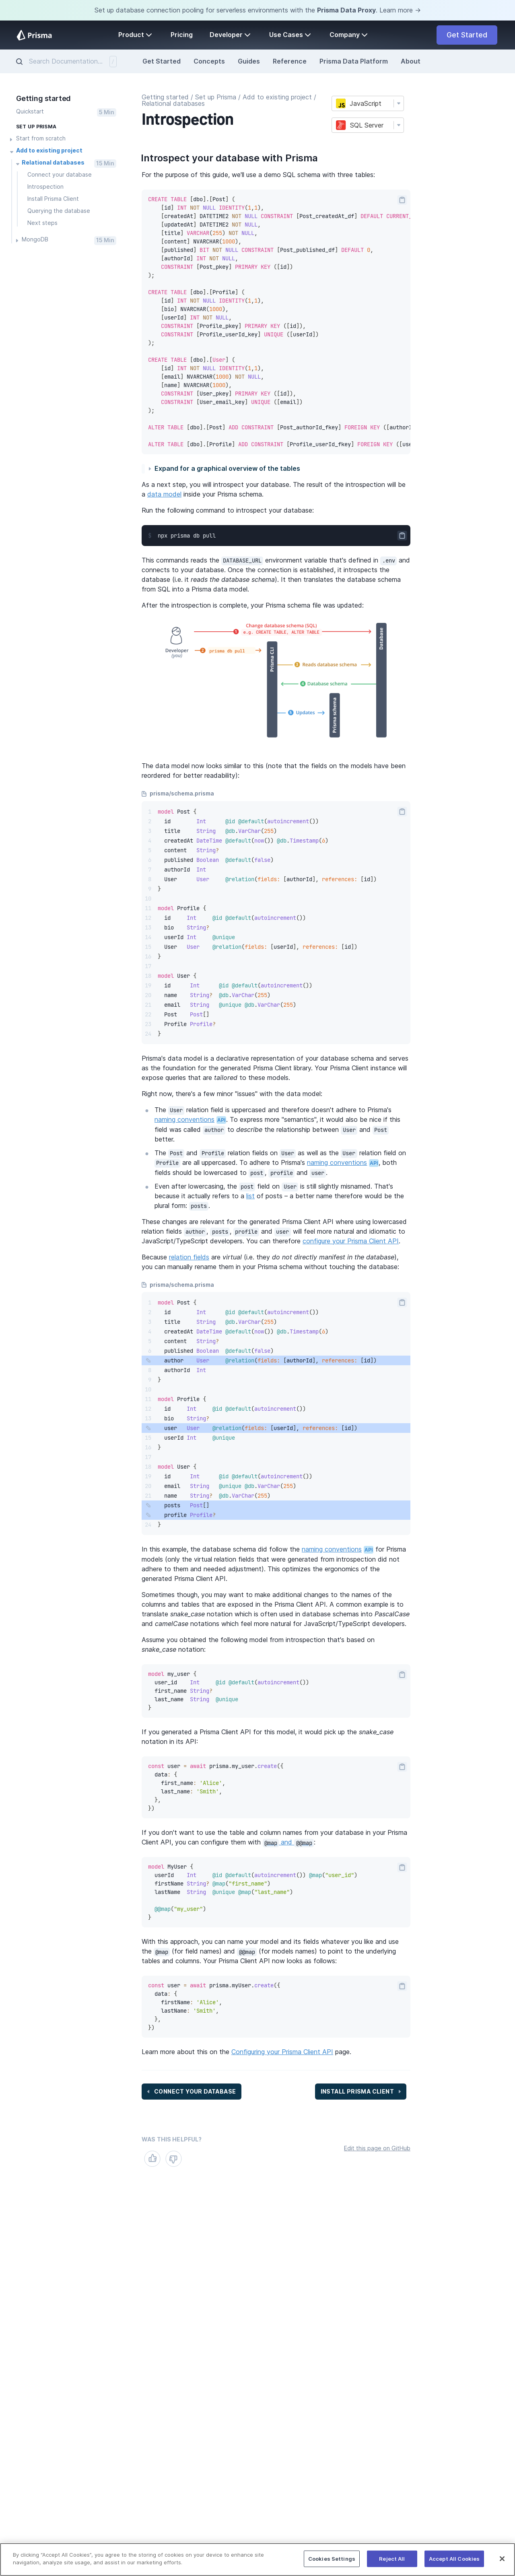 Set up database connection pooling for serverless environments with the Prisma Data Proxy. Learn more →
Prisma
Product
Pricing
Developer
Use Cases
Company
Get Started
Search Documentation... /
Get Started
Concepts
Guides
Reference
Prisma Data Platform
About
Getting started
Quickstart 5 Min
SET UP PRISMA
Start from scratch
Add to existing project
Relational databases 15 Min
Connect your database
Introspection
Install Prisma Client
Querying the database
Next steps
MongoDB 15 Min
Getting started / Set up Prisma / Add to existing project /
Relational databases
JavaScript
SQL Server
Introspection
Introspect your database with Prisma
For the purpose of this guide, we'll use a demo SQL schema with three tables:
CREATE TABLE [dbo].[Post] (
[id] INT NOT NULL IDENTITY(1,1),
[createdAt] DATETIME2 NOT NULL CONSTRAINT [Post_createdAt_df] DEFAULT CURRENT_
[updatedAt] DATETIME2 NOT NULL,
[title] VARCHAR(255) NOT NULL,
[content] NVARCHAR(1000),
[published] BIT NOT NULL CONSTRAINT [Post_published_df] DEFAULT 0,
[authorId] INT NOT NULL,
CONSTRAINT [Post_pkey] PRIMARY KEY ([id])
);
CREATE TABLE [dbo].[Profile] (
[id] INT NOT NULL IDENTITY(1,1),
[bio] NVARCHAR(1000),
[userId] INT NOT NULL,
CONSTRAINT [Profile_pkey] PRIMARY KEY ([id]),
CONSTRAINT [Profile_userId_key] UNIQUE ([userId])
);
CREATE TABLE [dbo].[User] (
[id] INT NOT NULL IDENTITY(1,1),
[email] NVARCHAR(1000) NOT NULL,
[name] NVARCHAR(1000),
CONSTRAINT [User_pkey] PRIMARY KEY ([id]),
CONSTRAINT [User_email_key] UNIQUE ([email])
);
ALTER TABLE [dbo].[Post] ADD CONSTRAINT [Post_authorId_fkey] FOREIGN KEY ([author
ALTER TABLE [dbo].[Profile] ADD CONSTRAINT [Profile_userId_fkey] FOREIGN KEY ([use
Expand for a graphical overview of the tables
As a next step, you will introspect your database. The result of the introspection will be
a data model inside your Prisma schema.
Run the following command to introspect your database:
$ npx prisma db pull
This commands reads the DATABASE_URL environment variable that's defined in .env and
connects to your database. Once the connection is established, it introspects the
database (i.e. it reads the database schema). It then translates the database schema
from SQL into a Prisma data model.
After the introspection is complete, your Prisma schema file was updated:
Developer
(you)
1 Change database schema (SQL)
e.g. CREATE TABLE, ALTER TABLE
2 prisma db pull
Prisma CLI
Database
3 Reads database schema
4 Database schema
5 Updates
Prisma schema
The data model now looks similar to this (note that the fields on the models have been
reordered for better readability):
prisma/schema.prisma
1 model Post {
2 id Int @id @default(autoincrement())
3 title String @db.VarChar(255)
4 createdAt DateTime @default(now()) @db.Timestamp(6)
5 content String?
6 published Boolean @default(false)
7 authorId Int
8 User User @relation(fields: [authorId], references: [id])
9 }
10
11 model Profile {
12 id Int @id @default(autoincrement())
13 bio String?
14 userId Int @unique
15 User User @relation(fields: [userId], references: [id])
16 }
17
18 model User {
19 id Int @id @default(autoincrement())
20 name String? @db.VarChar(255)
21 email String @unique @db.VarChar(255)
22 Post Post[]
23 Profile Profile?
24 }
Prisma's data model is a declarative representation of your database schema and serves
as the foundation for the generated Prisma Client library. Your Prisma Client instance will
expose queries that are tailored to these models.
Right now, there's a few minor "issues" with the data model:
The User relation field is uppercased and therefore doesn't adhere to Prisma's
naming conventions API. To express more "semantics", it would also be nice if this
field was called author to describe the relationship between User and Post
better.
The Post and Profile relation fields on User as well as the User relation field on
Profile are all uppercased. To adhere to Prisma's naming conventions API, both
fields should be lowercased to post, profile and user.
Even after lowercasing, the post field on User is still slightly misnamed. That's
because it actually refers to a list of posts – a better name therefore would be the
plural form: posts.
These changes are relevant for the generated Prisma Client API where using lowercased
relation fields author, posts, profile and user will feel more natural and idiomatic to
JavaScript/TypeScript developers. You can therefore configure your Prisma Client API.
Because relation fields are virtual (i.e. they do not directly manifest in the database),
you can manually rename them in your Prisma schema without touching the database:
prisma/schema.prisma
1 model Post {
2 id Int @id @default(autoincrement())
3 title String @db.VarChar(255)
4 createdAt DateTime @default(now()) @db.Timestamp(6)
5 content String?
6 published Boolean @default(false)
author User @relation(fields: [authorId], references: [id])
8 authorId Int
9 }
10
11 model Profile {
12 id Int @id @default(autoincrement())
13 bio String?
user User @relation(fields: [userId], references: [id])
15 userId Int @unique
16 }
17
18 model User {
19 id Int @id @default(autoincrement())
20 email String @unique @db.VarChar(255)
21 name String? @db.VarChar(255)
posts Post[]
profile Profile?
24 }
In this example, the database schema did follow the naming conventions API for Prisma
models (only the virtual relation fields that were generated from introspection did not
adhere to them and needed adjustment). This optimizes the ergonomics of the
generated Prisma Client API.
Sometimes though, you may want to make additional changes to the names of the
columns and tables that are exposed in the Prisma Client API. A common example is to
translate snake_case notation which is often used in database schemas into PascalCase
and camelCase notations which feel more natural for JavaScript/TypeScript developers.
Assume you obtained the following model from introspection that's based on
snake_case notation:
model my_user {
user_id Int @id @default(autoincrement())
first_name String?
last_name String @unique
}
If you generated a Prisma Client API for this model, it would pick up the snake_case
notation in its API:
const user = await prisma.my_user.create({
data: {
first_name: 'Alice',
last_name: 'Smith',
},
})
If you don't want to use the table and column names from your database in your Prisma
Client API, you can configure them with @map and @@map:
model MyUser {
userId Int @id @default(autoincrement()) @map("user_id")
firstName String? @map("first_name")
lastName String @unique @map("last_name")
@@map("my_user")
}
With this approach, you can name your model and its fields whatever you like and use
the @map (for field names) and @@map (for models names) to point to the underlying
tables and columns. Your Prisma Client API now looks as follows:
const user = await prisma.myUser.create({
data: {
firstName: 'Alice',
lastName: 'Smith',
},
})
Learn more about this on the Configuring your Prisma Client API page.
CONNECT YOUR DATABASE
INSTALL PRISMA CLIENT
WAS THIS HELPFUL?
Edit this page on GitHub
By clicking "Accept All Cookies", you agree to the storing of cookies on your device to enhance site
navigation, analyze site usage, and assist in our marketing efforts.
Cookies Settings
Reject All
Accept All Cookies